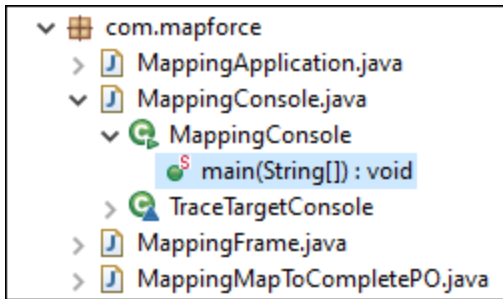 com.mapforce
MappingApplication.java
MappingConsole.java
MappingConsole
main(String[]) : void
TraceTargetConsole
MappingFrame.java
MappingMapToCompletePO.java